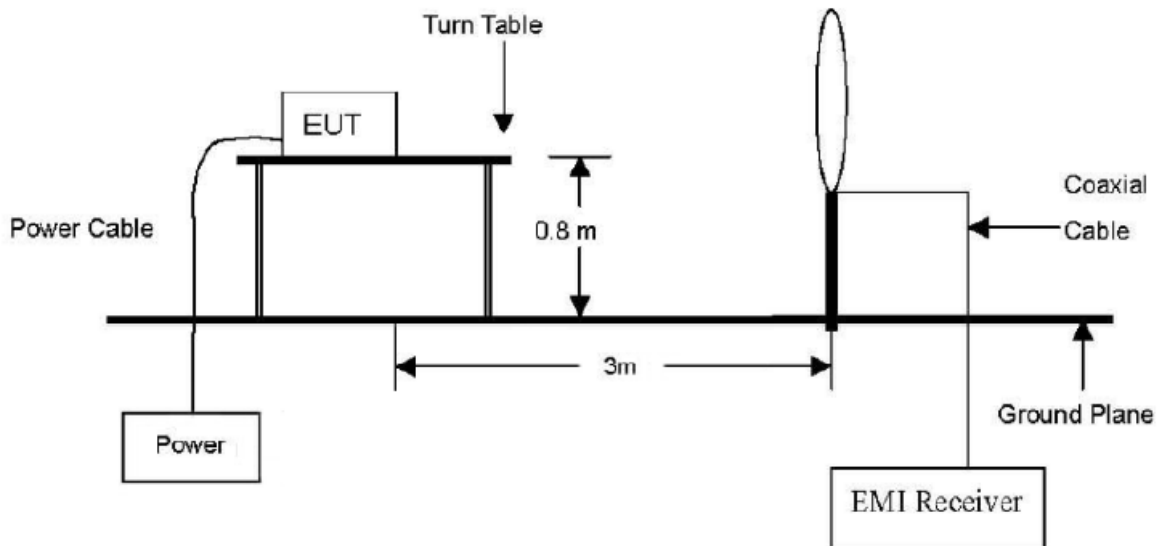 Turn Table
EUT
Coaxial
Cable
Power Cable
0.8 m
3m
Ground Plane
Power
EMI Receiver